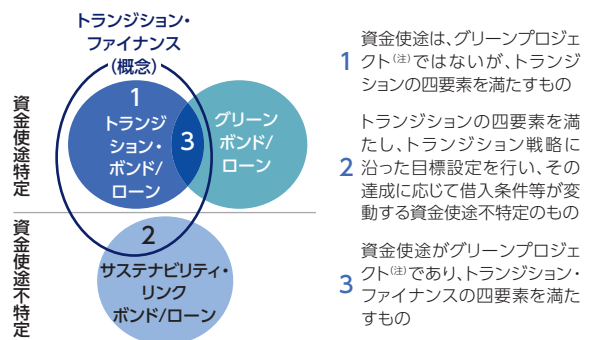 トランジション・
ファイナンス
(概念)
資金使途特定
1
トランジ
ション・
ボンド/
ローン
3
グリーン
ボンド/
ローン
資金使途不特定
2
サステナビリティ・
リンク
ボンド/ローン
1
資金使途は、グリーンプロジェ
クト(注)ではないが、トランジ
ションの四要素を満たすもの
2
トランジションの四要素を満
たし、トランジション戦略に
沿った目標設定を行い、その
達成に応じて借入条件等が変
動する資金使途不特定のもの
3
資金使途がグリーンプロジェ
クト(注)であり、トランジション・
ファイナンスの四要素を満た
すもの